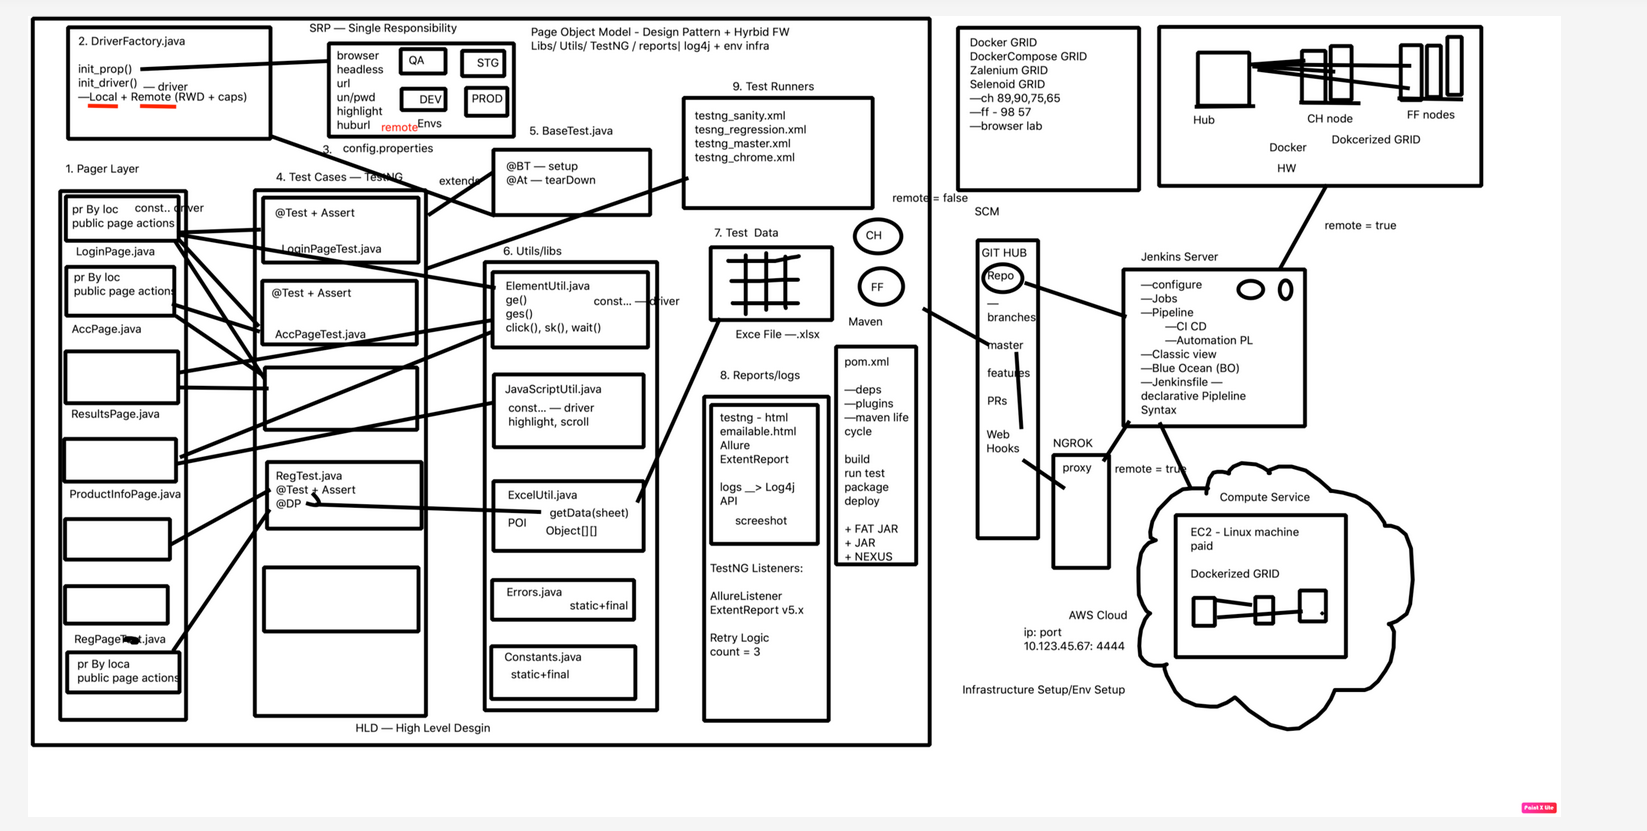 SRP — Single Responsibility
Page Object Model - Design Pattern + Hyrbid FW
Libs/ Utils/ TestNG / reports| log4j + env infra
2. DriverFactory.java
init_prop()
init_driver()
— driver
—Local + Remote (RWD + caps)
browser
headless
url
un/pwd
highlight
huburl
remote
QA
STG
DEV
PROD
Envs
3. config.properties
9. Test Runners
testng_sanity.xml
tesng_regression.xml
testng_master.xml
testng_chrome.xml
5. BaseTest.java
@BT — setup
@At — tearDown
extends
1. Pager Layer
pr By loc
const.. driver
public page actions
LoginPage.java
pr By loc
public page actions
AccPage.java
ResultsPage.java
ProductInfoPage.java
RegPage
.java
pr By loca
public page actions
4. Test Cases — TestNG
@Test + Assert
LoginPageTest.java
@Test + Assert
AccPageTest.java
RegTest.java
@Test + Assert
@DP
6. Utils/libs
ElementUtil.java
ge()
const... —driver
ges()
click(), sk(), wait()
JavaScriptUtil.java
const... — driver
highlight, scroll
ExcelUtil.java
getData(sheet)
POI
Object[][]
Errors.java
static+final
Constants.java
static+final
7. Test Data
Exce File —.xlsx
8. Reports/logs
testng - html
emailable.html
Allure
ExtentReport
logs __> Log4j
API
screeshot
TestNG Listeners:
AllureListener
ExtentReport v5.x
Retry Logic
count = 3
remote = false
CH
FF
Maven
pom.xml
—deps
—plugins
—maven life
cycle
build
run test
package
deploy
+ FAT JAR
+ JAR
+ NEXUS
HLD — High Level Desgin
Docker GRID
DockerCompose GRID
Zalenium GRID
Selenoid GRID
—ch 89,90,75,65
—ff - 98 57
—browser lab
Hub
CH node
FF nodes
Dokcerized GRID
Docker
HW
remote = true
SCM
GIT HUB
Repo
—
branches
master
features
PRs
Web
Hooks
Jenkins Server
—configure
—Jobs
—Pipeline
—CI CD
—Automation PL
—Classic view
—Blue Ocean (BO)
—Jenkinsfile —
declarative Pipleline
Syntax
NGROK
proxy
remote = true
Compute Service
EC2 - Linux machine
paid
Dockerized GRID
AWS Cloud
ip: port
10.123.45.67: 4444
Infrastructure Setup/Env Setup
Paint X lite